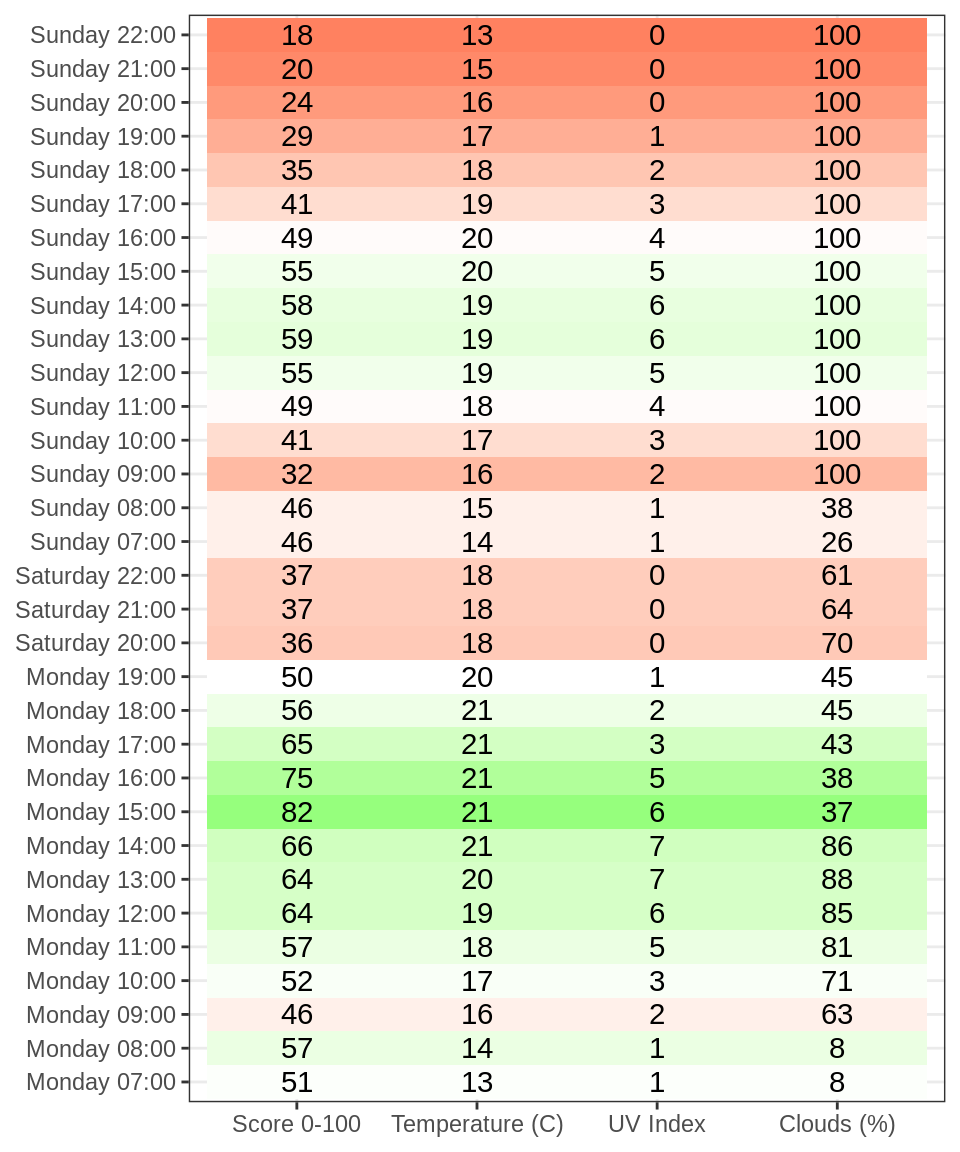 Sunday 22:00 18 13 0 100
Sunday 21:00 20 15 0 100
Sunday 20:00 24 16 0 100
Sunday 19:00 29 17 1 100
Sunday 18:00 35 18 2 100
Sunday 17:00 41 19 3 100
Sunday 16:00 49 20 4 100
Sunday 15:00 55 20 5 100
Sunday 14:00 58 19 6 100
Sunday 13:00 59 19 6 100
Sunday 12:00 55 19 5 100
Sunday 11:00 49 18 4 100
Sunday 10:00 41 17 3 100
Sunday 09:00 32 16 2 100
Sunday 08:00 46 15 1 38
Sunday 07:00 46 14 1 26
Saturday 22:00 37 18 0 61
Saturday 21:00 37 18 0 64
Saturday 20:00 36 18 0 70
Monday 19:00 50 20 1 45
Monday 18:00 56 21 2 45
Monday 17:00 65 21 3 43
Monday 16:00 75 21 5 38
Monday 15:00 82 21 6 37
Monday 14:00 66 21 7 86
Monday 13:00 64 20 7 88
Monday 12:00 64 19 6 85
Monday 11:00 57 18 5 81
Monday 10:00 52 17 3 71
Monday 09:00 46 16 2 63
Monday 08:00 57 14 1 8
Monday 07:00 51 13 1 8
Score 0-100 Temperature (C) UV Index Clouds (%)